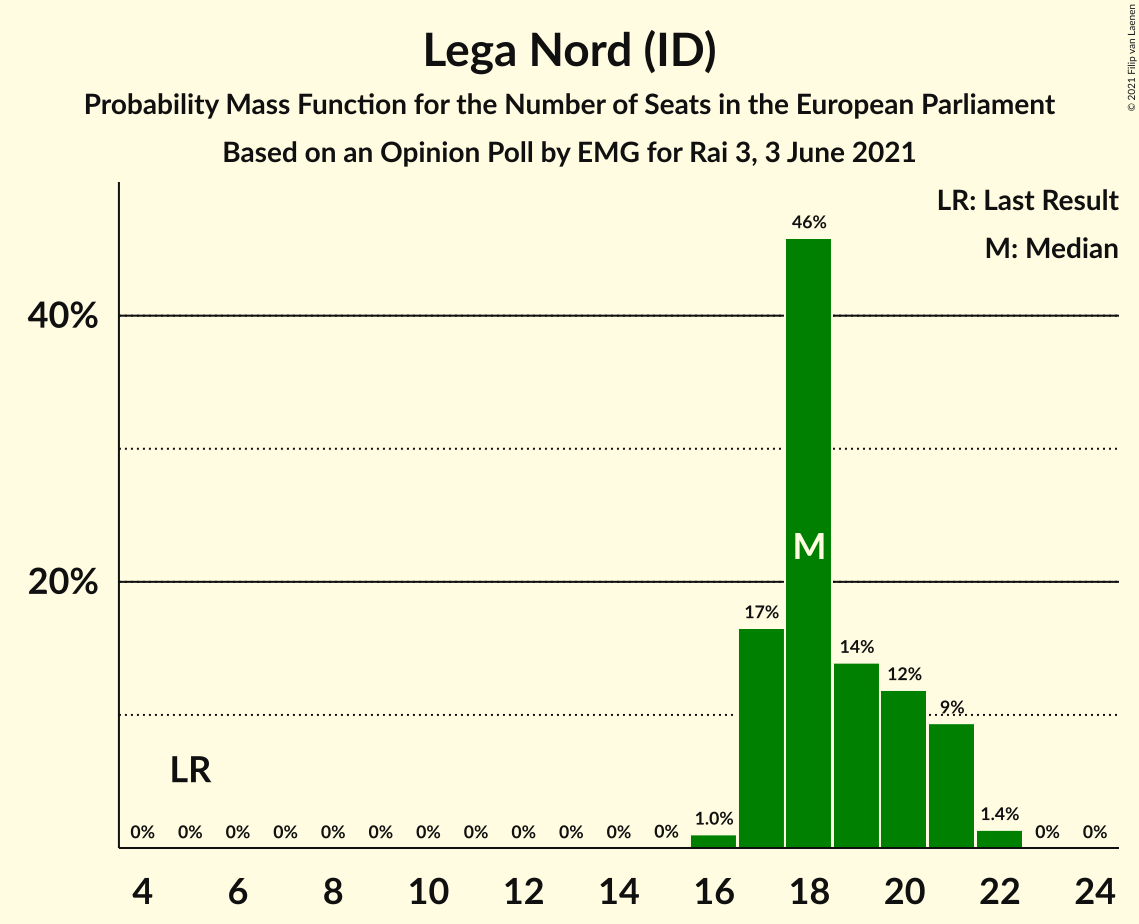 Lega Nord (ID)
Probability Mass Function for the Number of Seats in the European Parliament
Based on an Opinion Poll by EMG for Rai 3, 3 June 2021
© 2021 Filip van Laenen
LR: Last Result
M: Median
46%
40%
M
20%
17%
14%
12%
9%
LR
0% 0% 0% 0% 0% 0% 0% 0% 0% 0% 0% 0% 1.0% 1.4% 0% 0%
4 6 8 10 12 14 16 18 20 22 24